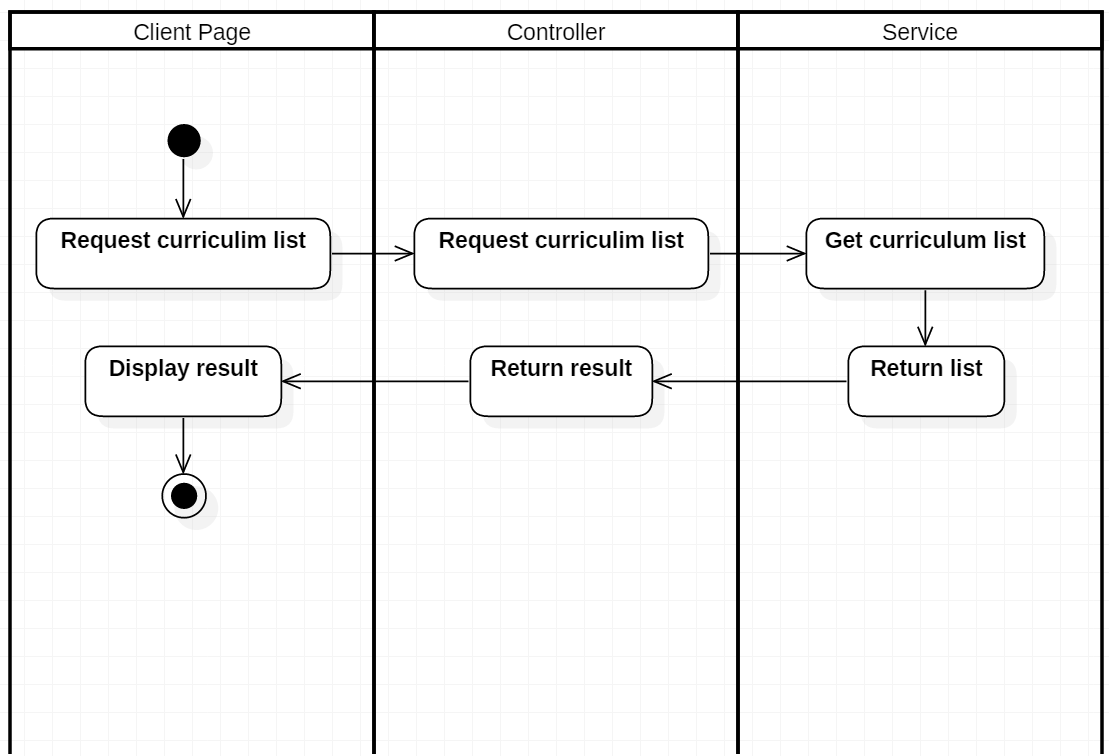 Client Page
Controller
Service
Request curriculim list
Request curriculim list
Get curriculum list
Display result
Return result
Return list